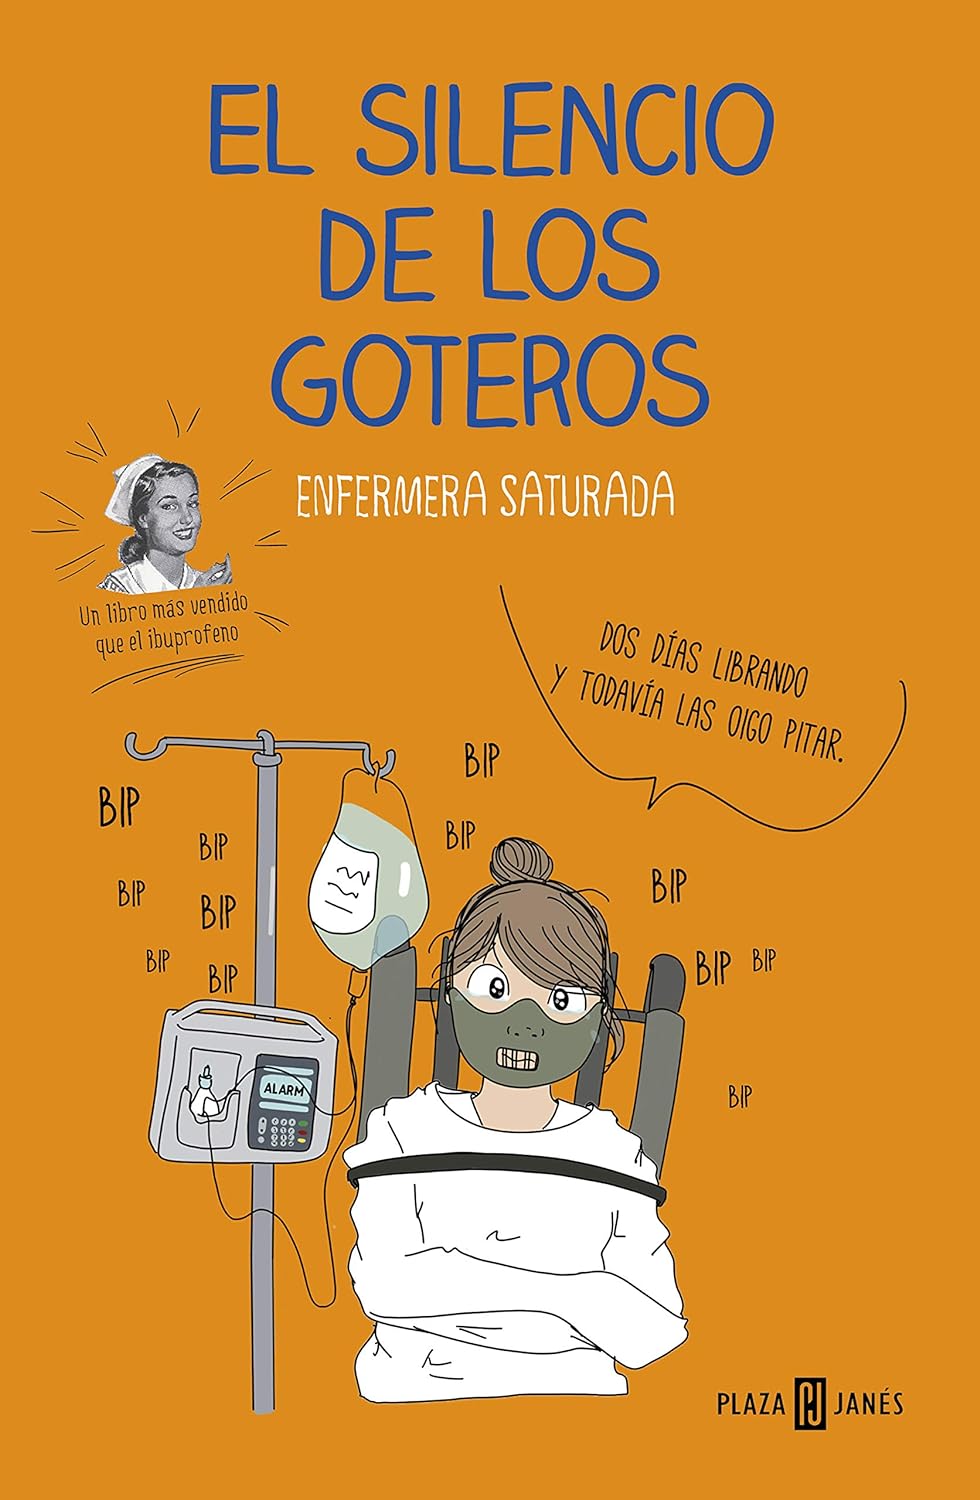 EL SILENCIO
DE LOS
GOTEROS
ENFERMERA SATURADA
Un libro más vendido
que el ibuprofeno
DOS DÍAS LIBRANDO
Y TODAVÍA LAS OIGO PITAR.
BIP
BIP
BIP
BIP
BIP
BIP
BIP
BIP
BIP
BIP
BIP
BIP
ALARM
PLAZA JANÉS